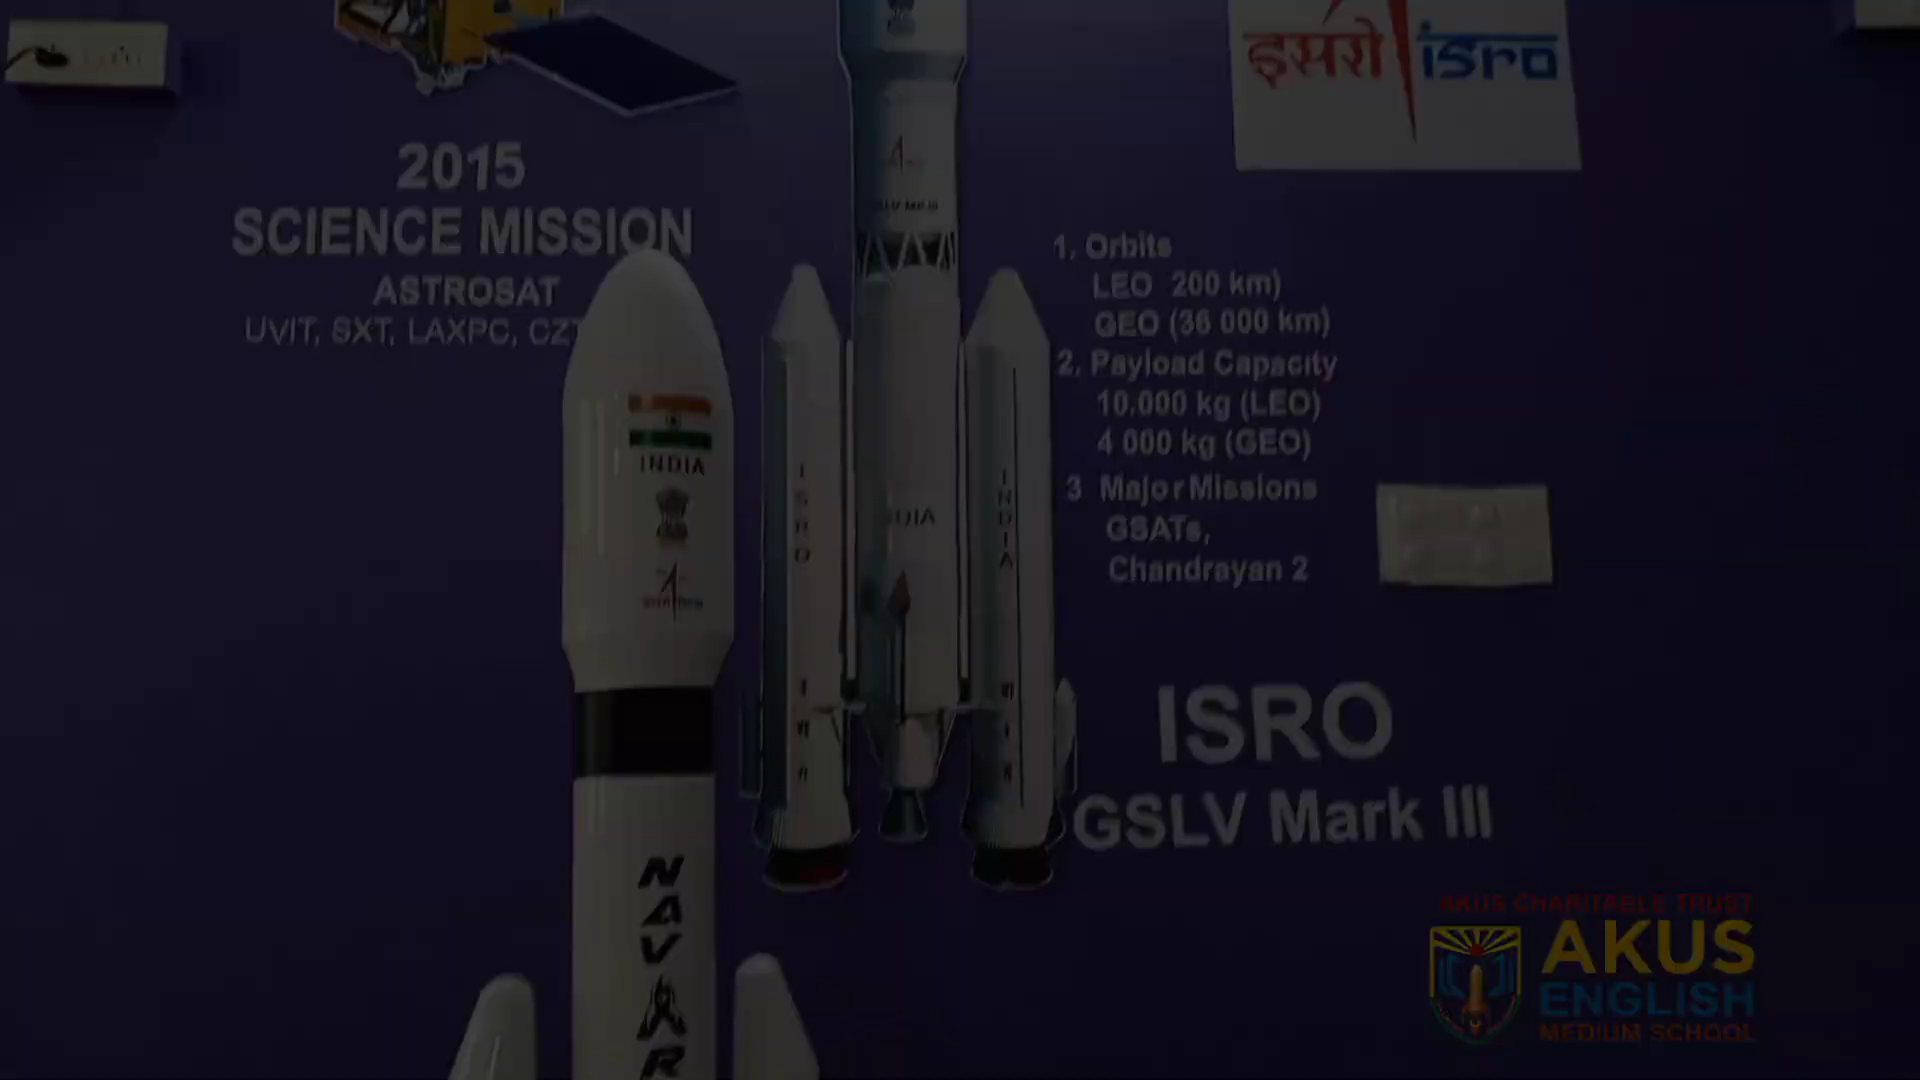 इसरो isro
2015
SCIENCE MISSION
ASTROSAT
UVIT, SXT, LAXPC,
1. Orbits
LEO 200 km)
GEO (36 000 km)
2. Payload Capacity
10.000 kg (LEO)
4 000 kg (GEO)
3 Major Missions
GSATs,
Chandrayan 2
ISRO
GSLV Mark III
INDIA
ISRO
INDIA
NAVAR
AKUS CHARITABLE TRUST
AKUS
ENGLISH
MEDIUM SCHOOL